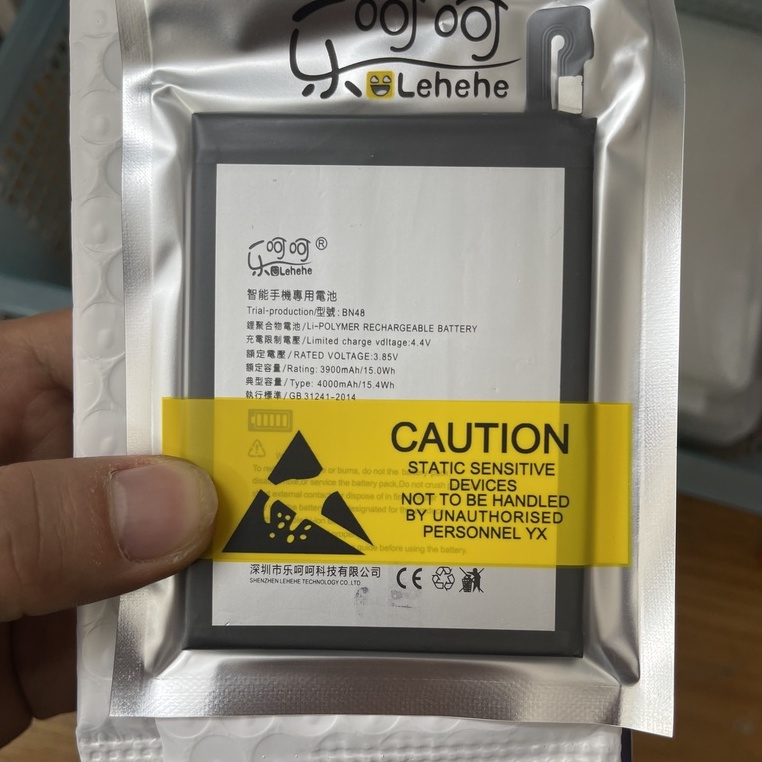 乐呵呵
Lehehe
乐呵呵®
Lehehe
智能手機專用電池
Trial-production/型號: BN48
鋰聚合物電池/Li-POLYMER RECHARGEABLE BATTERY
充電限制電壓/Limited charge vdltage:4.4V
額定電壓/RATED VOLTAGE:3.85V
額定容量/Rating: 3900mAh/15.0Wh
典型容量/Type: 4000mAh/15.4Wh
執行標準/GB 31241-2014
CAUTION
STATIC SENSITIVE
DEVICES
NOT TO BE HANDLED
BY UNAUTHORISED
PERSONNEL YX
guide before using the battery.
深圳市乐呵呵科技有限公司
SHENZHEN LEHEHE TECHNOLOGY CO.,LTD.
CE